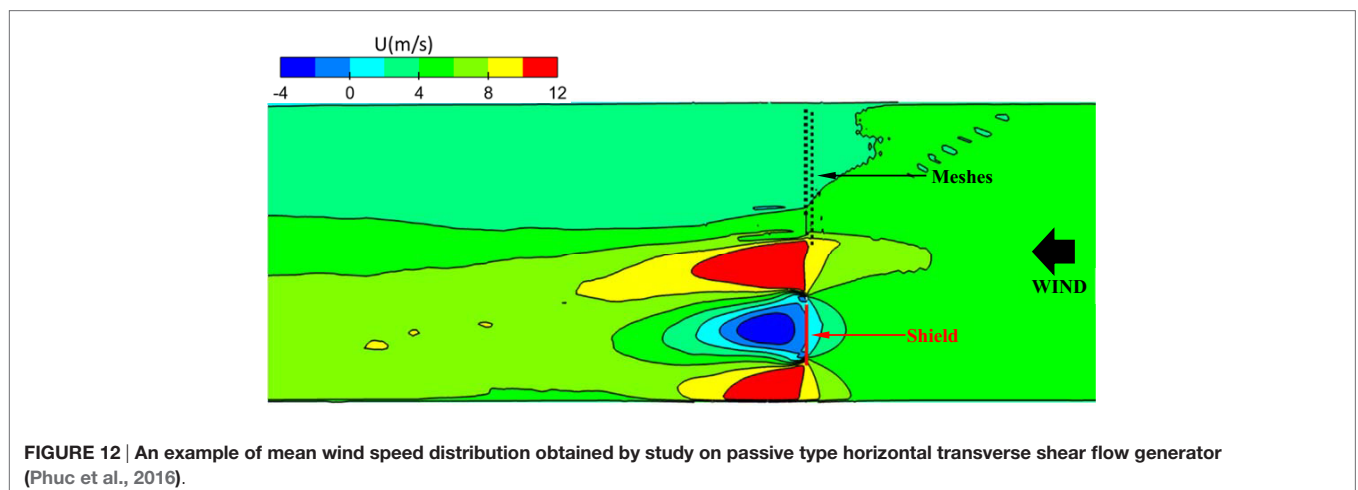 U(m/s)
-4 0 4 8 12
Meshes
WIND
Shield
FIGURE 12 | An example of mean wind speed distribution obtained by study on passive type horizontal transverse shear flow generator
(Phuc et al., 2016).